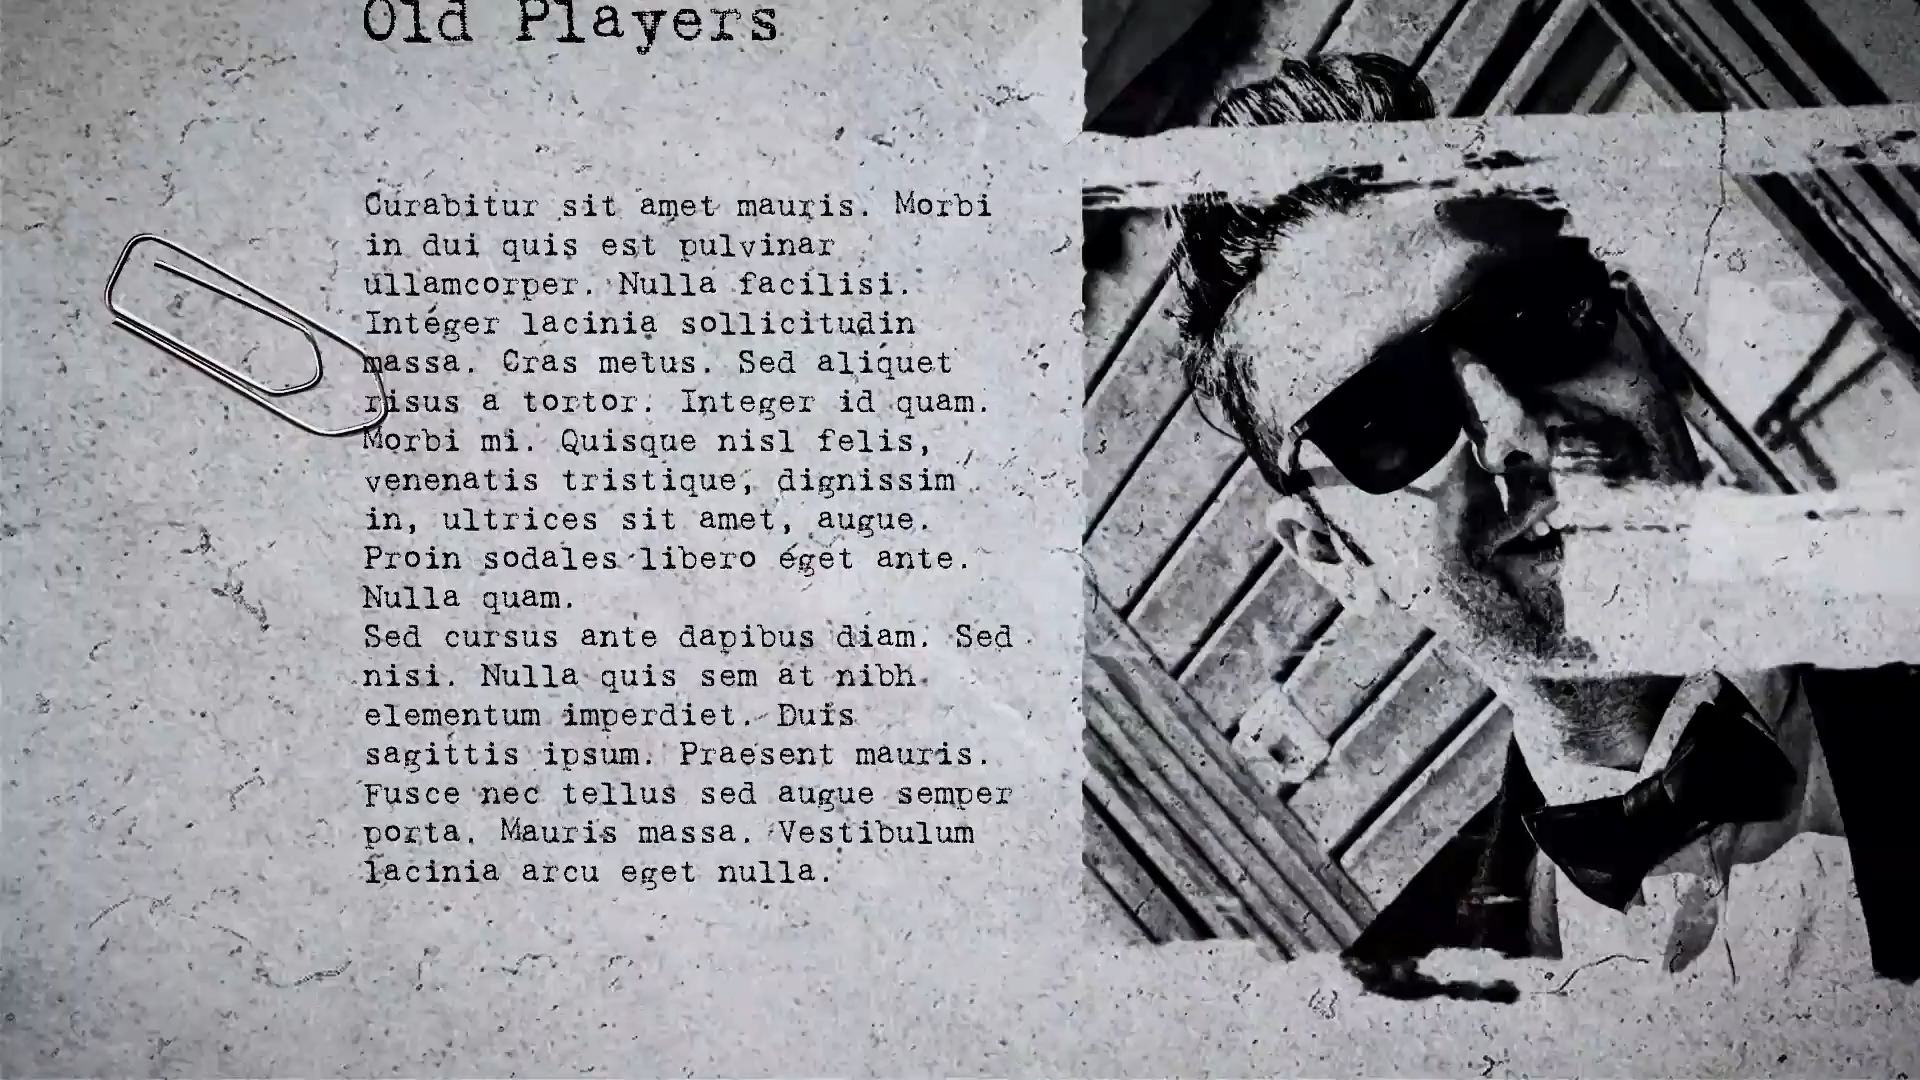 Old Players
Curabitur sit amet mauris. Morbi
in dui quis est pulvinar
ullamcorper. Nulla facilisi.
Integer lacinia sollicitudin
massa. Cras metus. Sed aliquet
risus a tortor. Integer id quam.
Morbi mi. Quisque nisl felis,
venenatis tristique, dignissim
in, ultrices sit amet, augue.
Proin sodales libero eget ante.
Nulla quam.
Sed cursus ante dapibus diam. Sed
nisi. Nulla quis sem at nibh
elementum imperdiet. Duis
sagittis ipsum. Praesent mauris.
Fusce nec tellus sed augue semper
porta. Mauris massa. Vestibulum
lacinia arcu eget nulla.